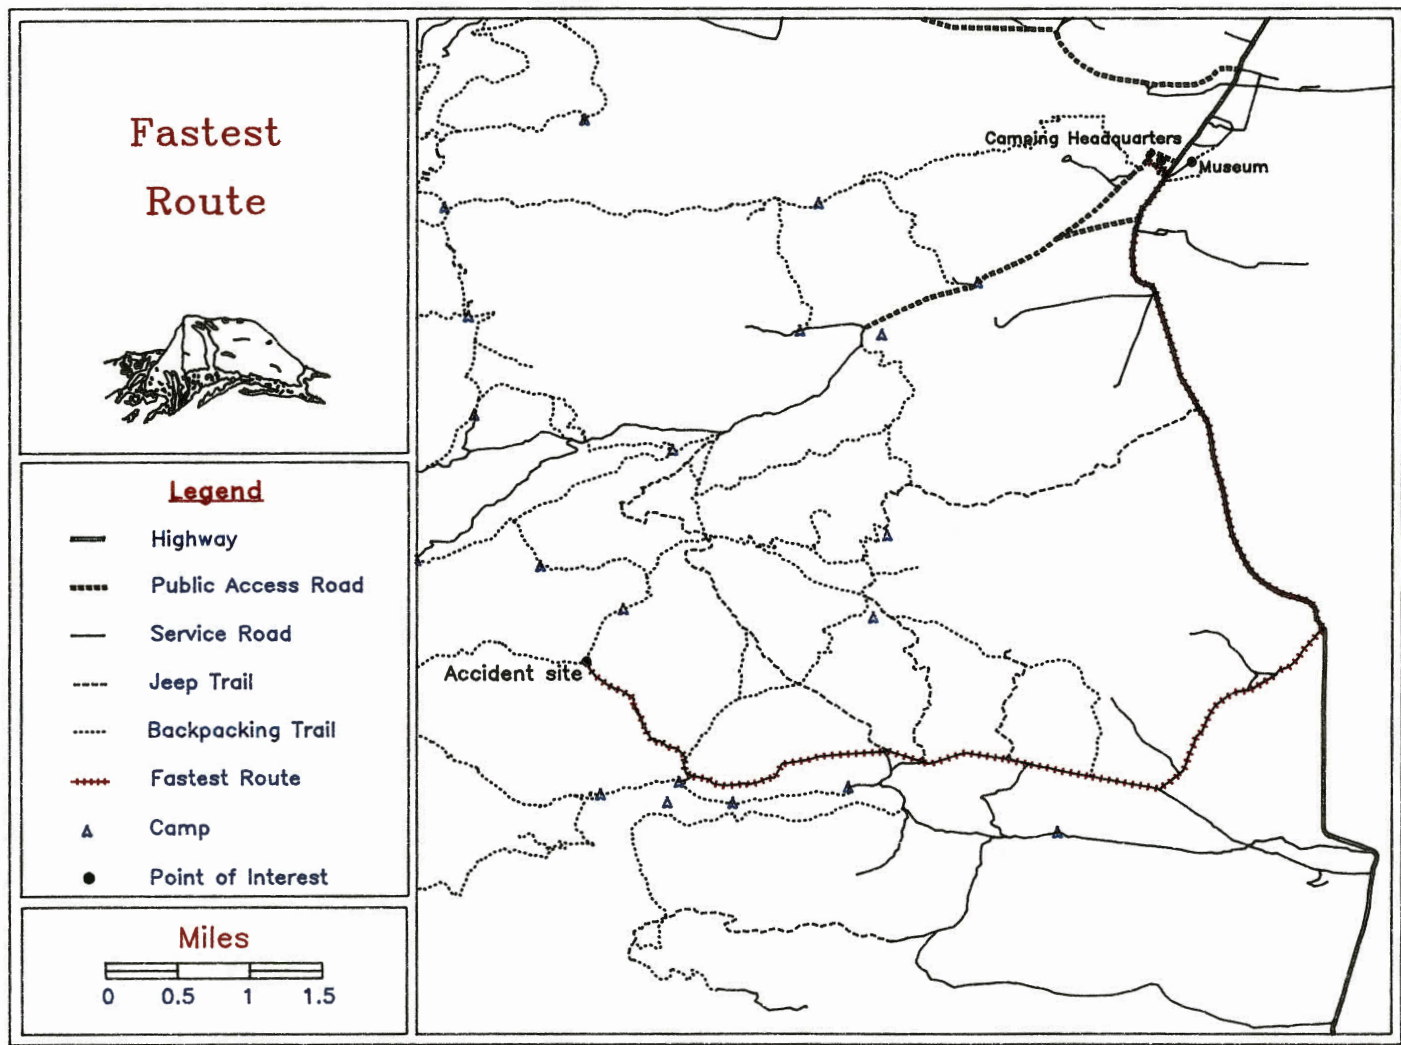 Fastest
Route
Legend
Highway
Public Access Road
Service Road
Jeep Trail
Backpacking Trail
Fastest Route
Camp
Point of Interest
Miles
0 0.5 1 1.5
Camping Headquarters
Museum
Accident site